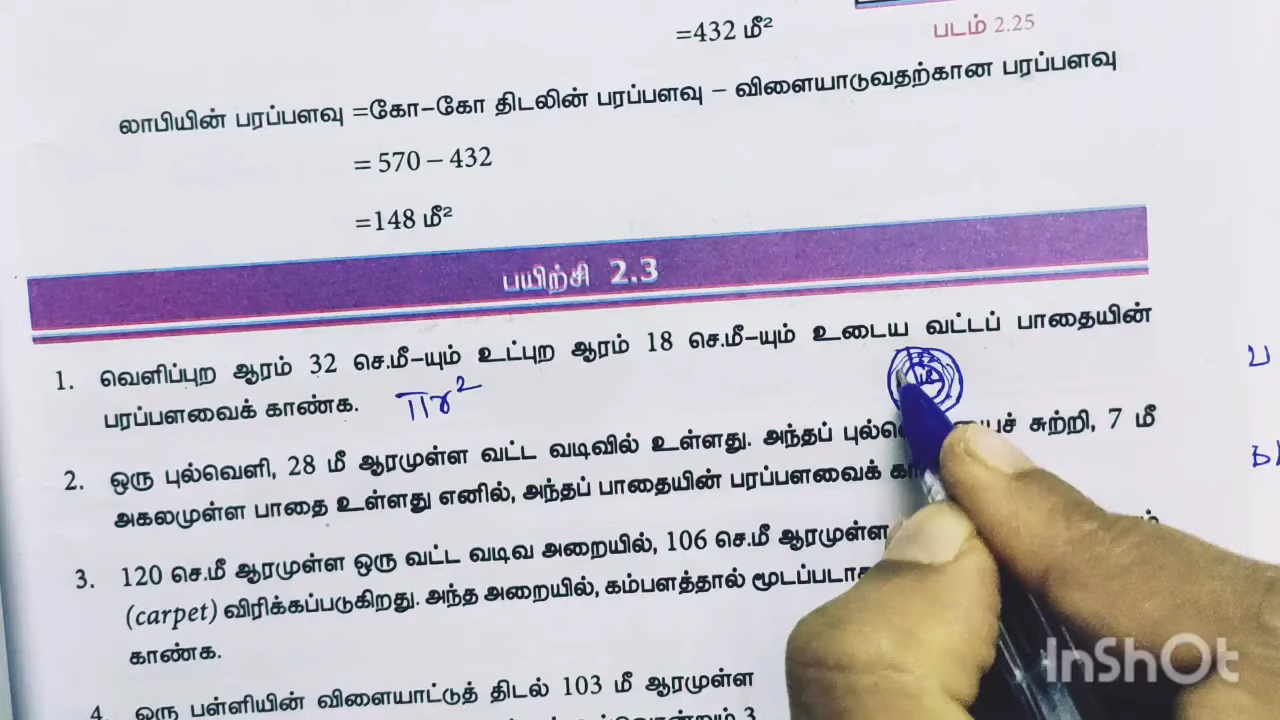 =432 மீ²
படம் 2.25
லாபியின் பரப்பளவு =கோ-கோ திடலின் பரப்பளவு – விளையாடுவதற்கான பரப்பளவு
= 570 – 432
=148 மீ²
பயிற்சி 2.3
1. வெளிப்புற ஆரம் 32 செ.மீ-யும் உட்புற ஆரம் 18 செ.மீ-யும் உடைய வட்டப் பாதையின்
பரப்பளவைக் காண்க. πr²
18
ப
2. ஒரு புல்வெளி, 28 மீ ஆரமுள்ள வட்ட வடிவில் உள்ளது. அந்தப் சுற்றி, 7 மீ
அகலமுள்ள பாதை உள்ளது எனில், அந்தப் பாதையின் பரப்பளவைக்
3. 120 செ.மீ ஆரமுள்ள ஒரு வட்ட வடிவ அறையில், 106 செ.மீ ஆரமுள்ள
(carpet) விரிக்கப்படுகிறது. அந்த அறையில், கம்பளத்தால்
காண்க.
4. ஒரு பள்ளியின் விளையாட்டுத் திடல் 103 மீ ஆரமுள்ள
InShOt